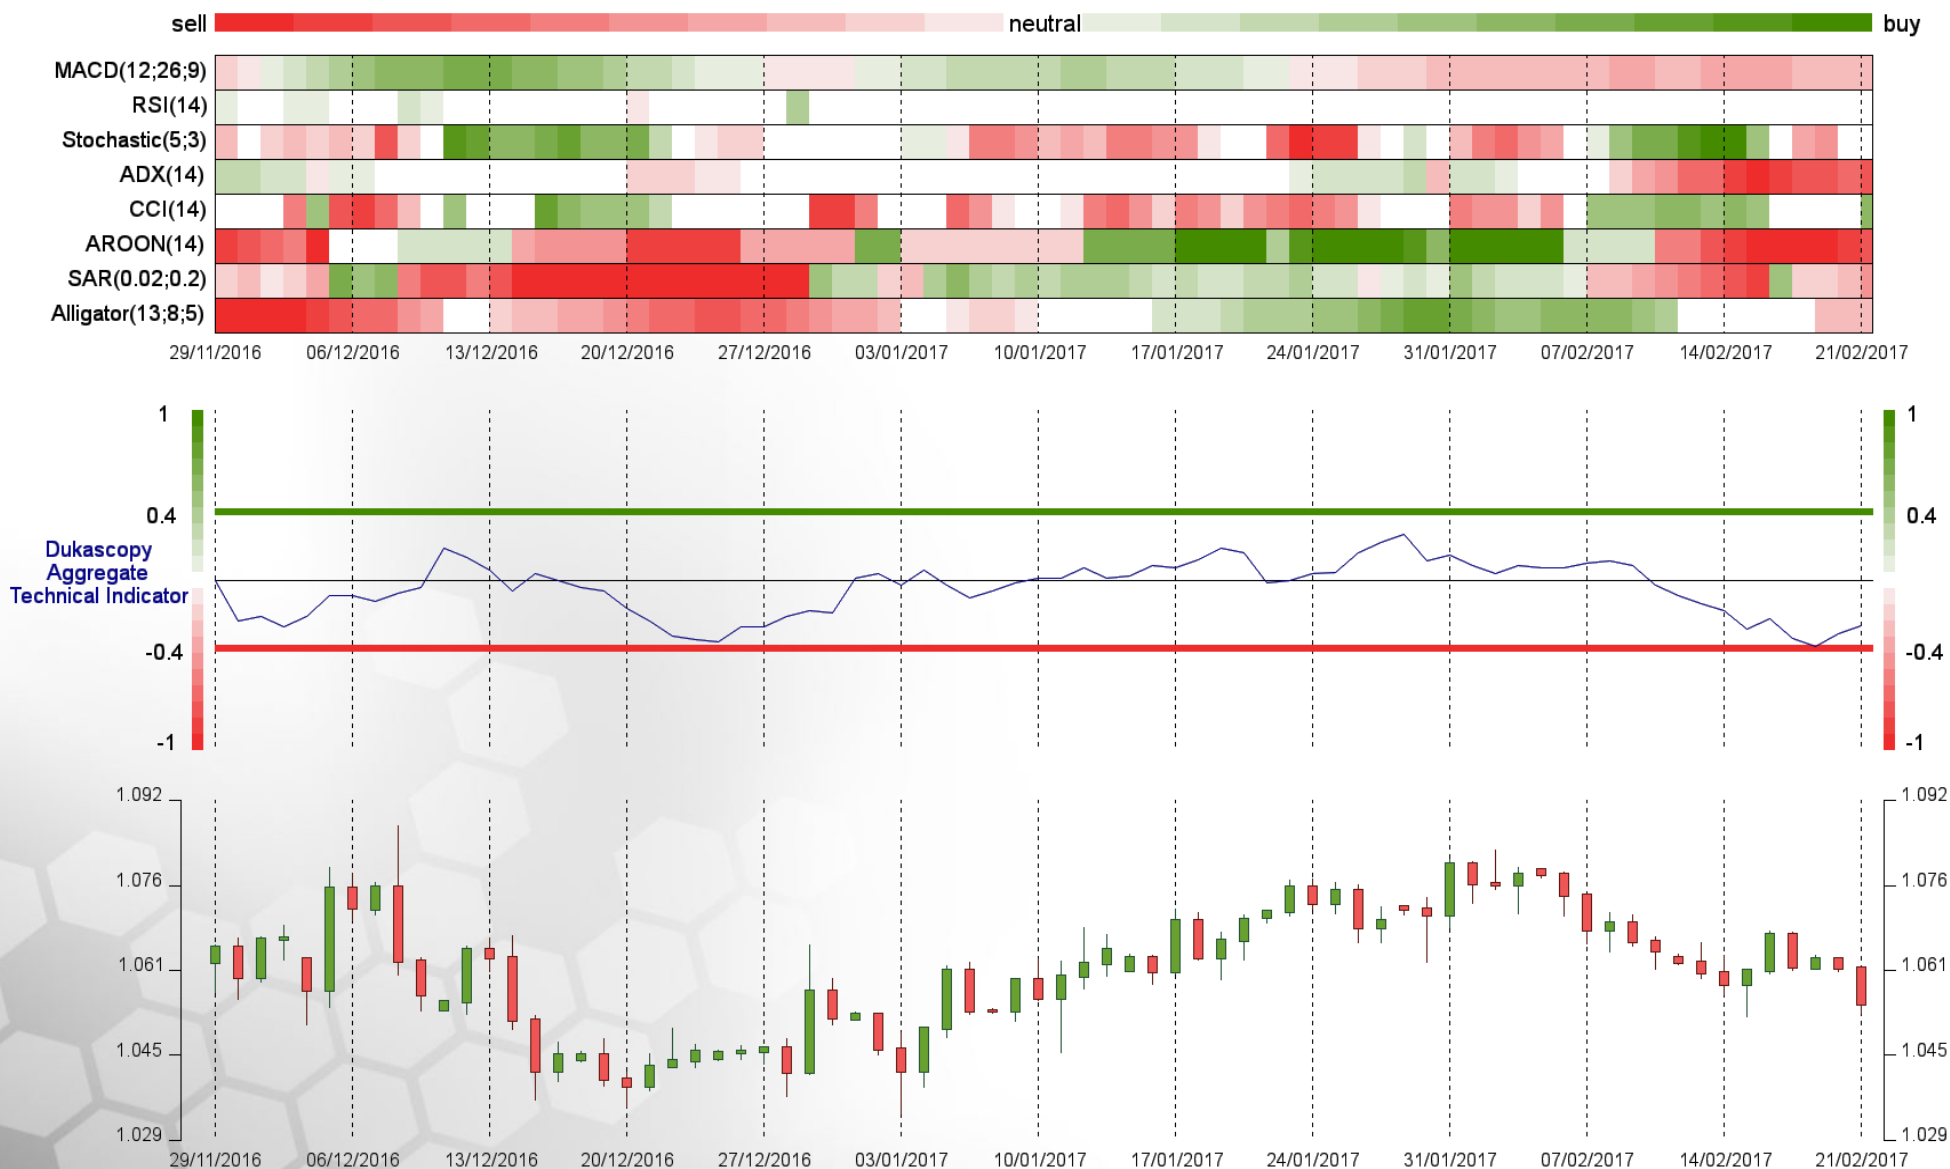 sell neutral buy
MACD(12;26;9)
RSI(14)
Stochastic(5;3)
ADX(14)
CCI(14)
AROON(14)
SAR(0.02;0.2)
Alligator(13;8;5)
29/11/2016 06/12/2016 13/12/2016 20/12/2016 27/12/2016 03/01/2017 10/01/2017 17/01/2017 24/01/2017 31/01/2017 07/02/2017 14/02/2017 21/02/2017
1 1
0.4 0.4
Dukascopy
Aggregate
Technical Indicator
-0.4 -0.4
-1 -1
1.092 1.092
1.076 1.076
1.061 1.061
1.045 1.045
1.029 1.029
29/11/2016 06/12/2016 13/12/2016 20/12/2016 27/12/2016 03/01/2017 10/01/2017 17/01/2017 24/01/2017 31/01/2017 07/02/2017 14/02/2017 21/02/2017